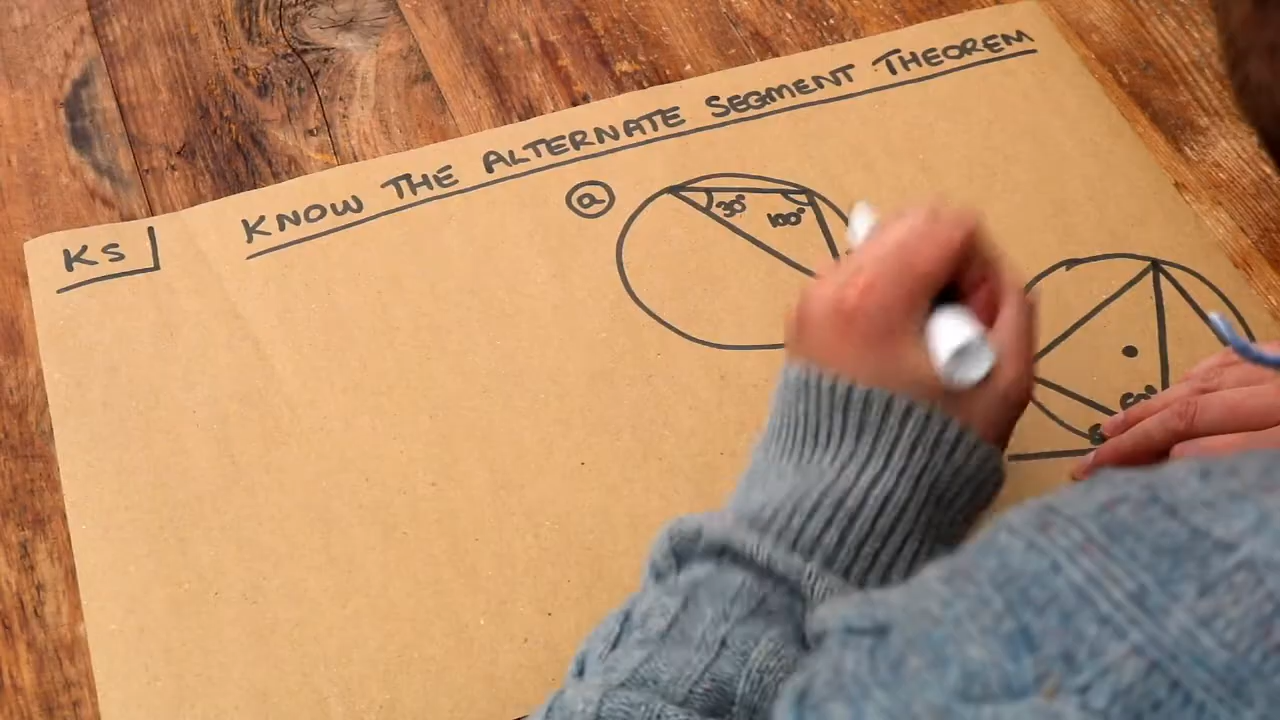 KNOW THE ALTERNATE SEGMENT THEOREM
KS
a
30°
100°